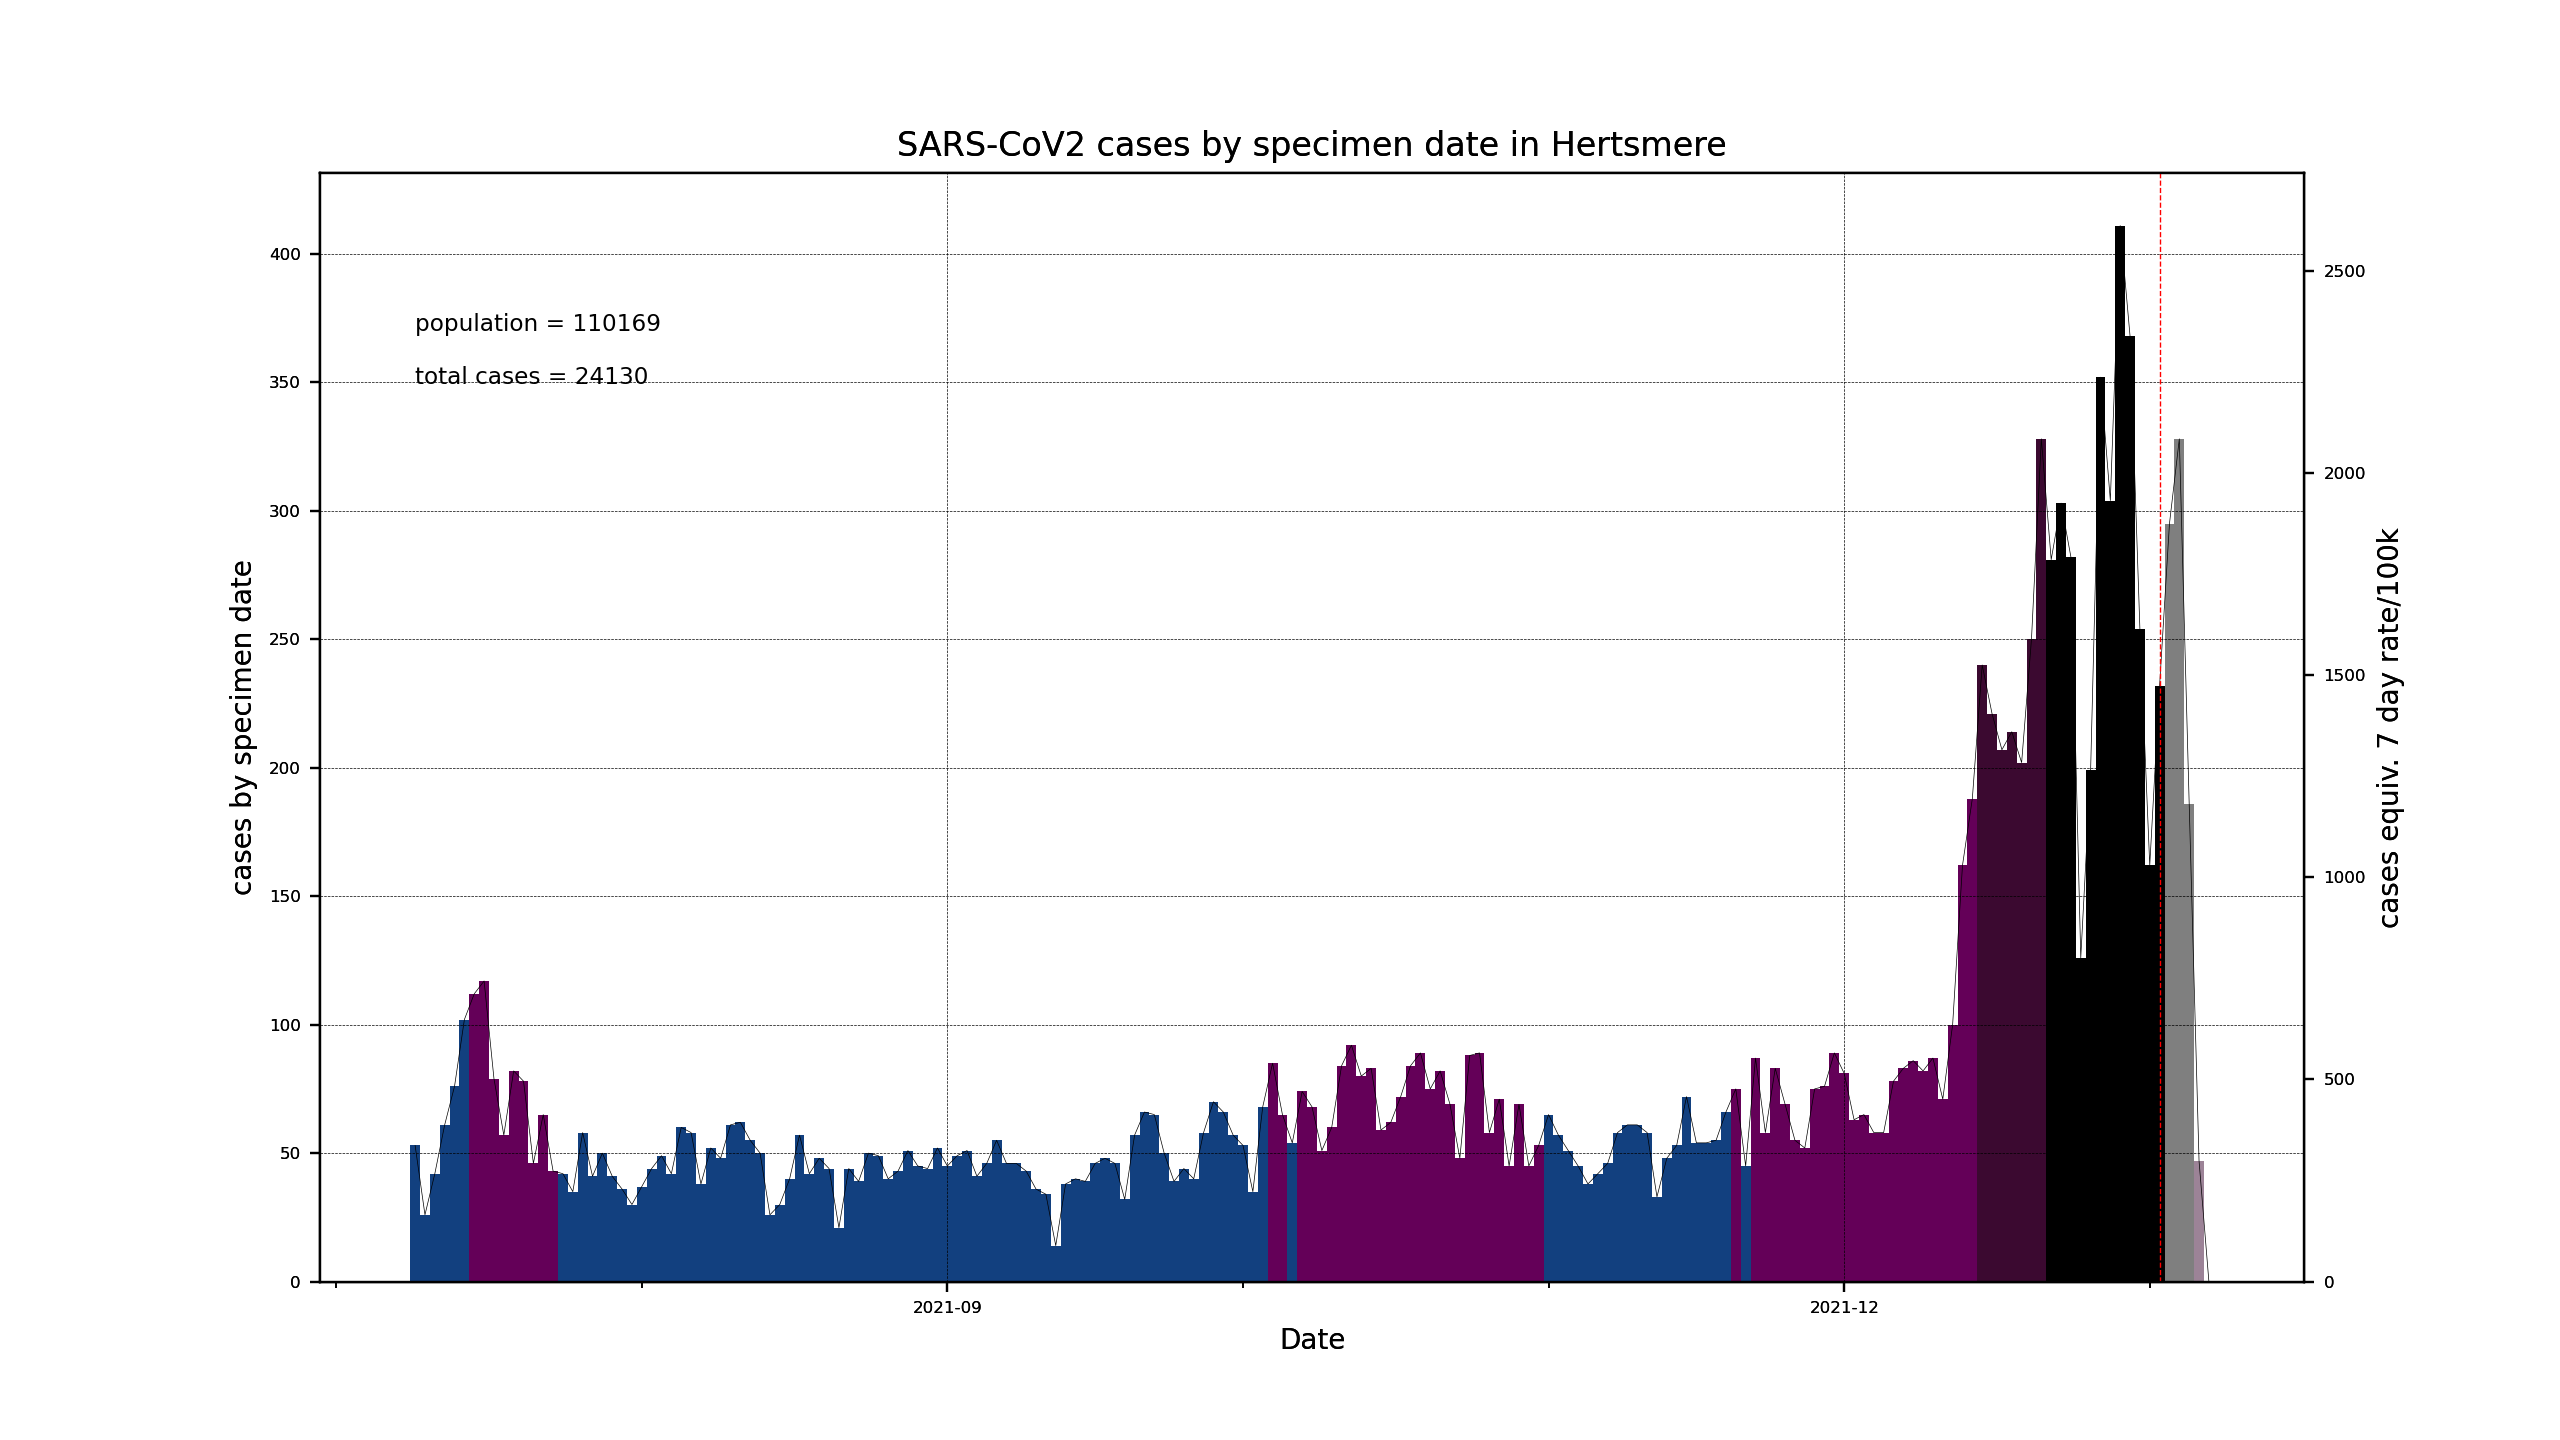 SARS-CoV2 cases by specimen date in Hertsmere
population = 110169
total cases = 24130
cases by specimen date
400
350
300
250
200
150
100
50
0
cases equiv. 7 day rate/100k
2500
2000
1500
1000
500
0
2021-09
2021-12
Date